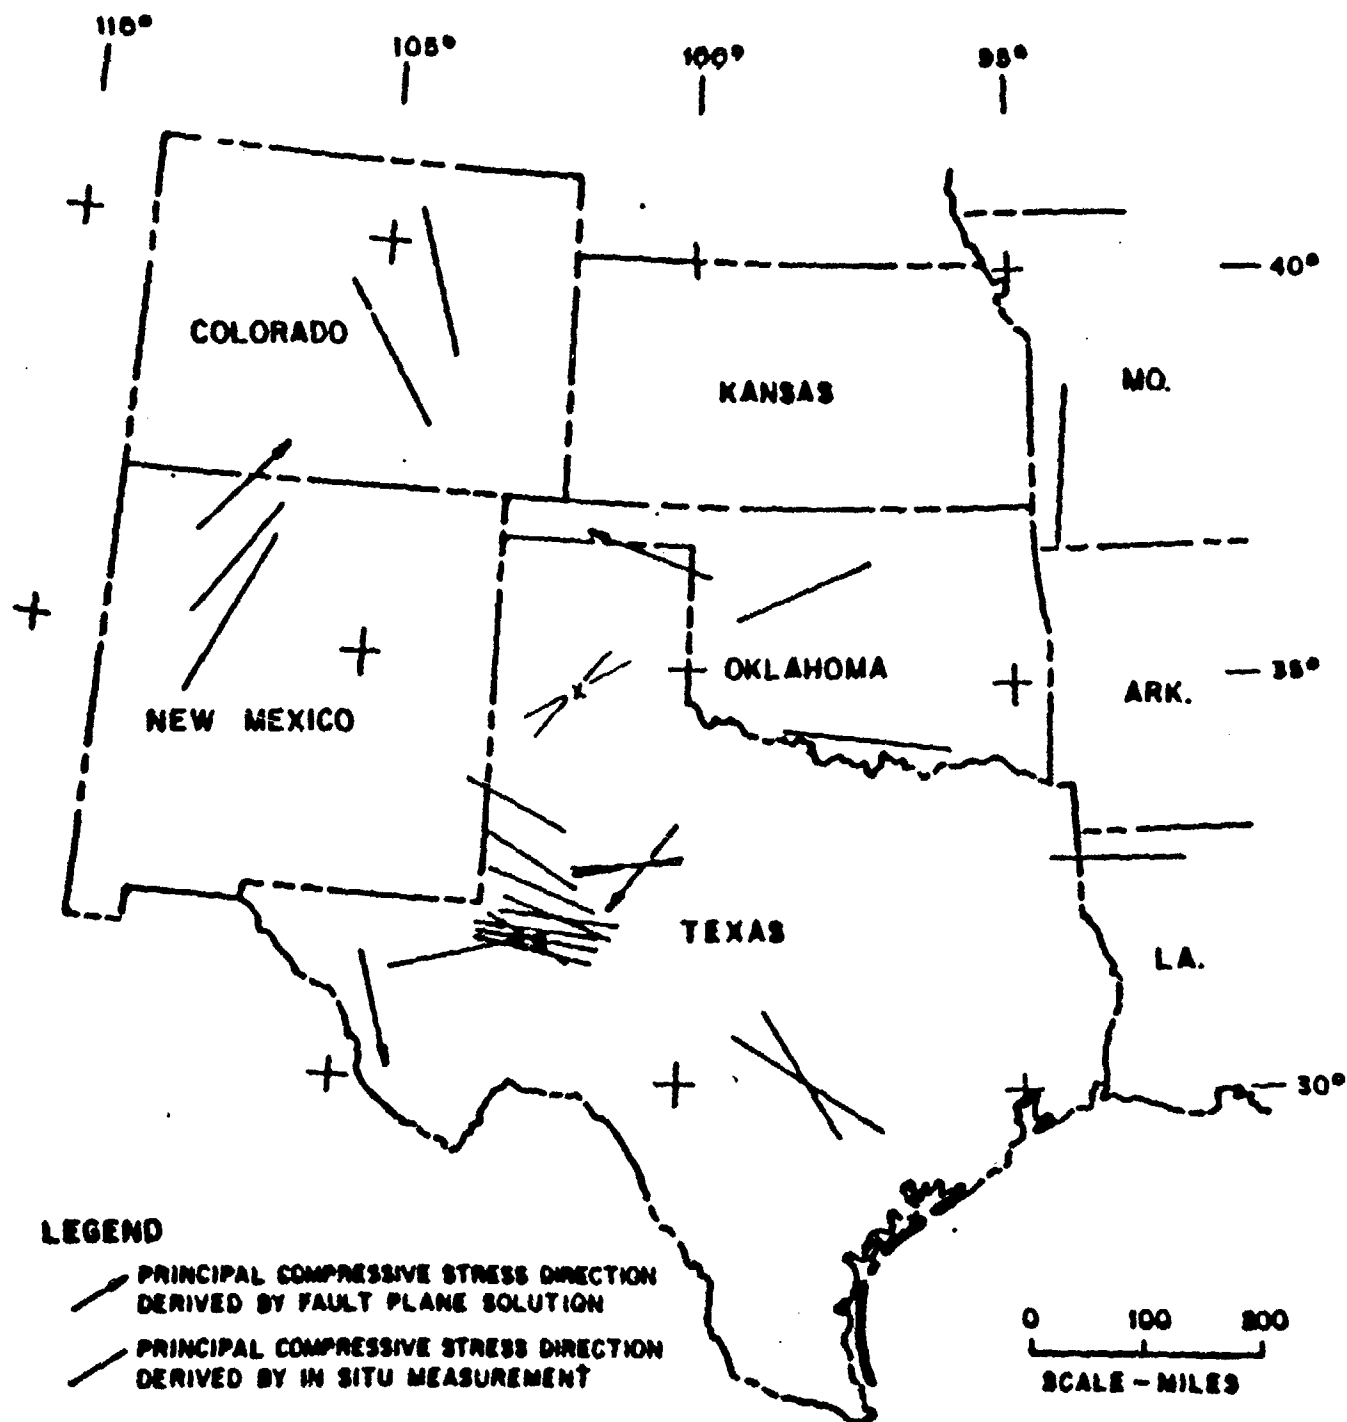 110°
105°
100°
95°
40°
COLORADO
KANSAS
MO.
35°
OKLAHOMA
ARK.
NEW MEXICO
TEXAS
LA.
30°
LEGEND
PRINCIPAL COMPRESSIVE STRESS DIRECTION
DERIVED BY FAULT PLANE SOLUTION
PRINCIPAL COMPRESSIVE STRESS DIRECTION
DERIVED BY IN SITU MEASUREMENT
0 100 200
SCALE - MILES